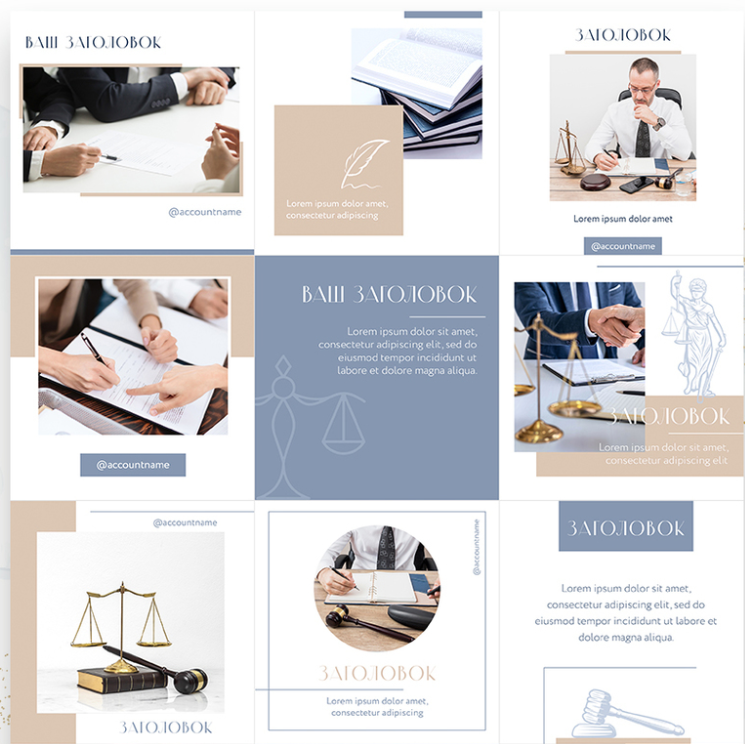 ВАШ ЗАГОЛОВОК
@accountname
Lorem ipsum dolor amet,
consectetur adipiscing
ЗАГОЛОВОК
Lorem ipsum dolor amet
@accountname
@accountname
ВАШ ЗАГОЛОВОК
Lorem ipsum dolor sit amet,
consectetur adipiscing elit, sed do
eiusmod tempor incididunt ut
labore et dolore magna aliqua.
ЗАГОЛОВОК
Lorem ipsum dolor sit amet,
consectetur adipiscing elit
@accountname
ЗАГОЛОВОК
@accountname
ЗАГОЛОВОК
Lorem ipsum dolor sit amet,
consectetur adipiscing
ЗАГОЛОВОК
Lorem ipsum dolor sit amet,
consectetur adipiscing elit, sed do
eiusmod tempor incididunt ut labore et
dolore magna aliqua.